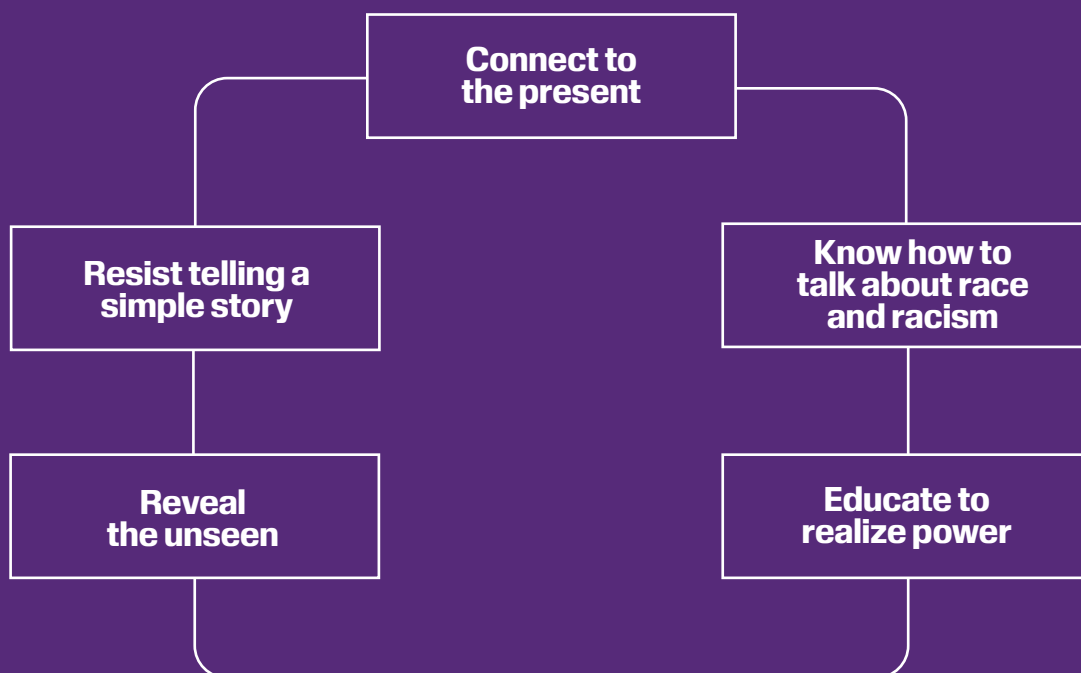 Connect to
the present
Resist telling a
simple story
Know how to
talk about race
and racism
Reveal
the unseen
Educate to
realize power